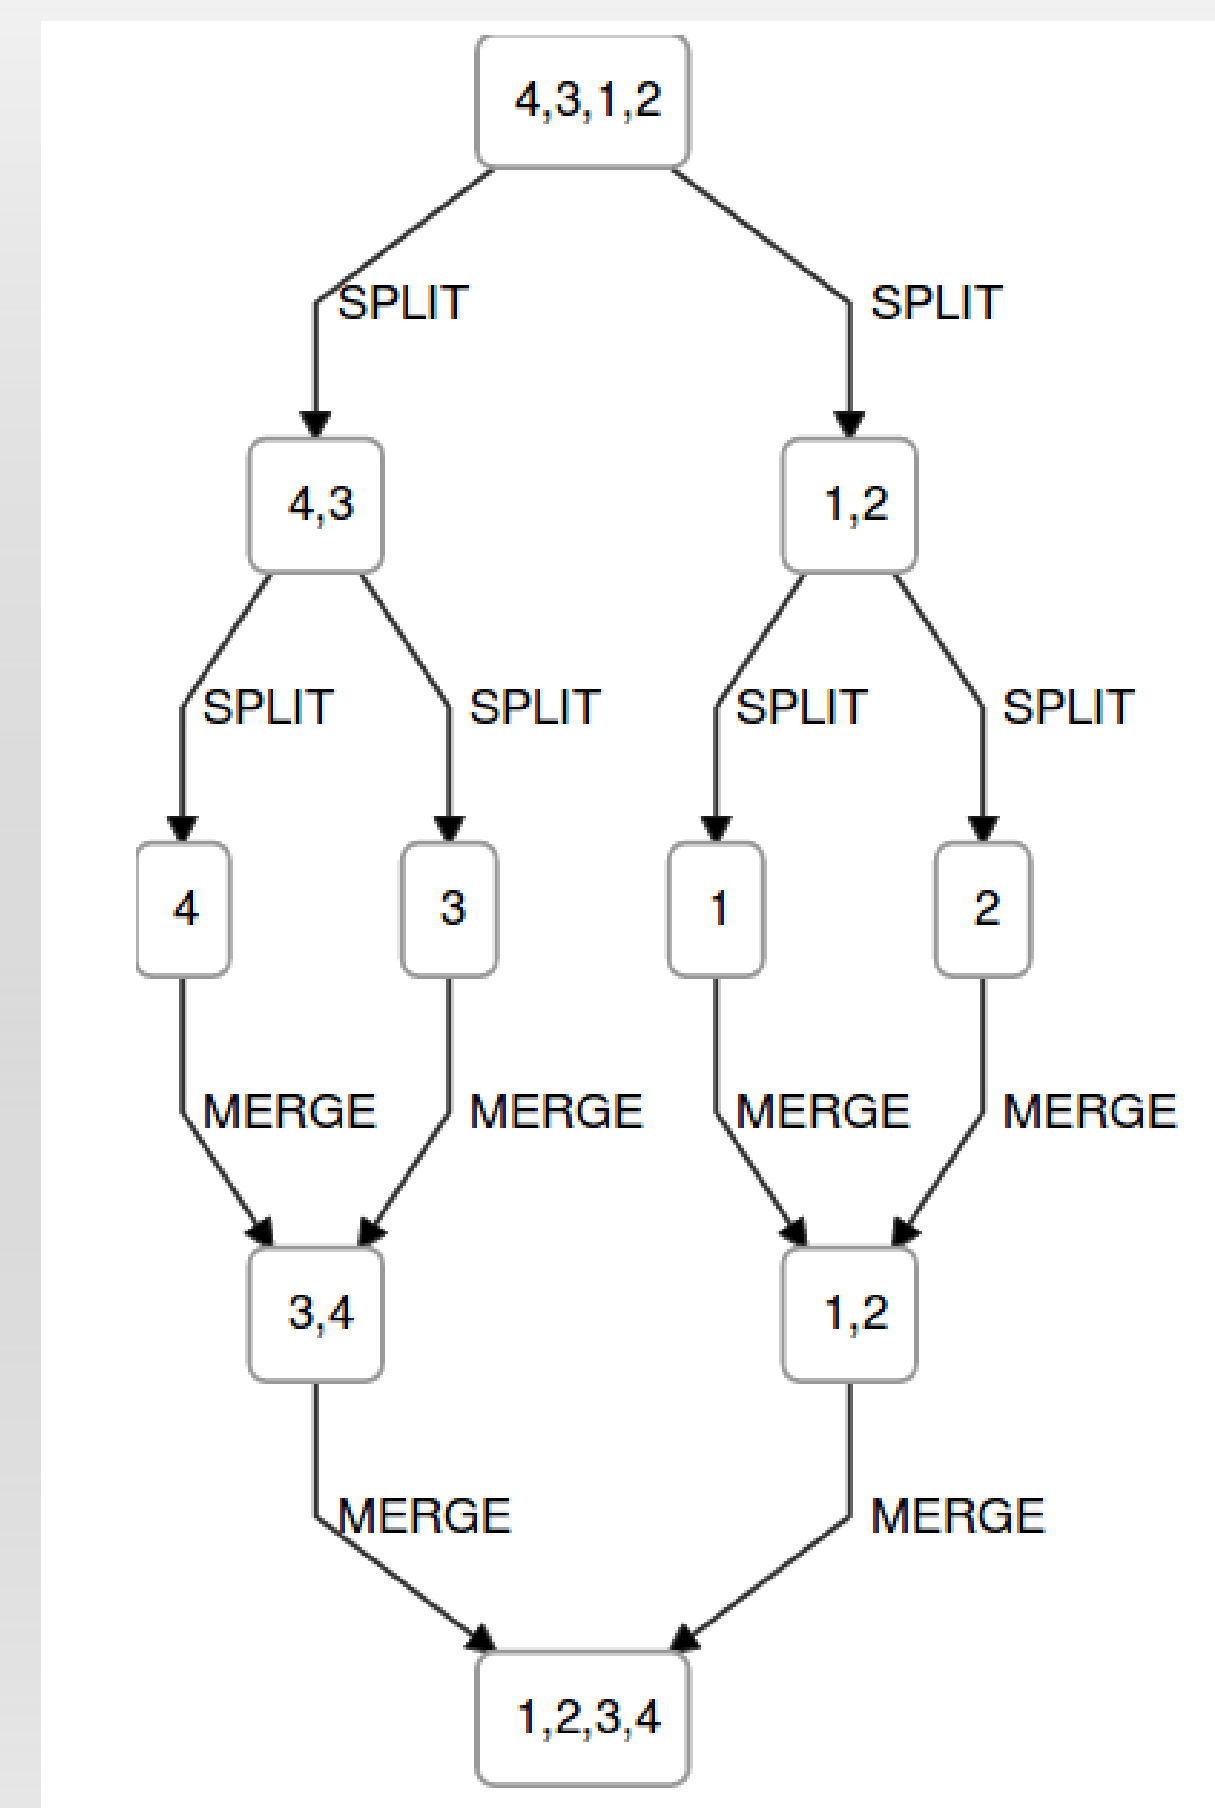 4,3,1,2
SPLIT
SPLIT
4,3
1,2
SPLIT
SPLIT
SPLIT
SPLIT
4
3
1
2
MERGE
MERGE
MERGE
MERGE
3,4
1,2
MERGE
MERGE
1,2,3,4